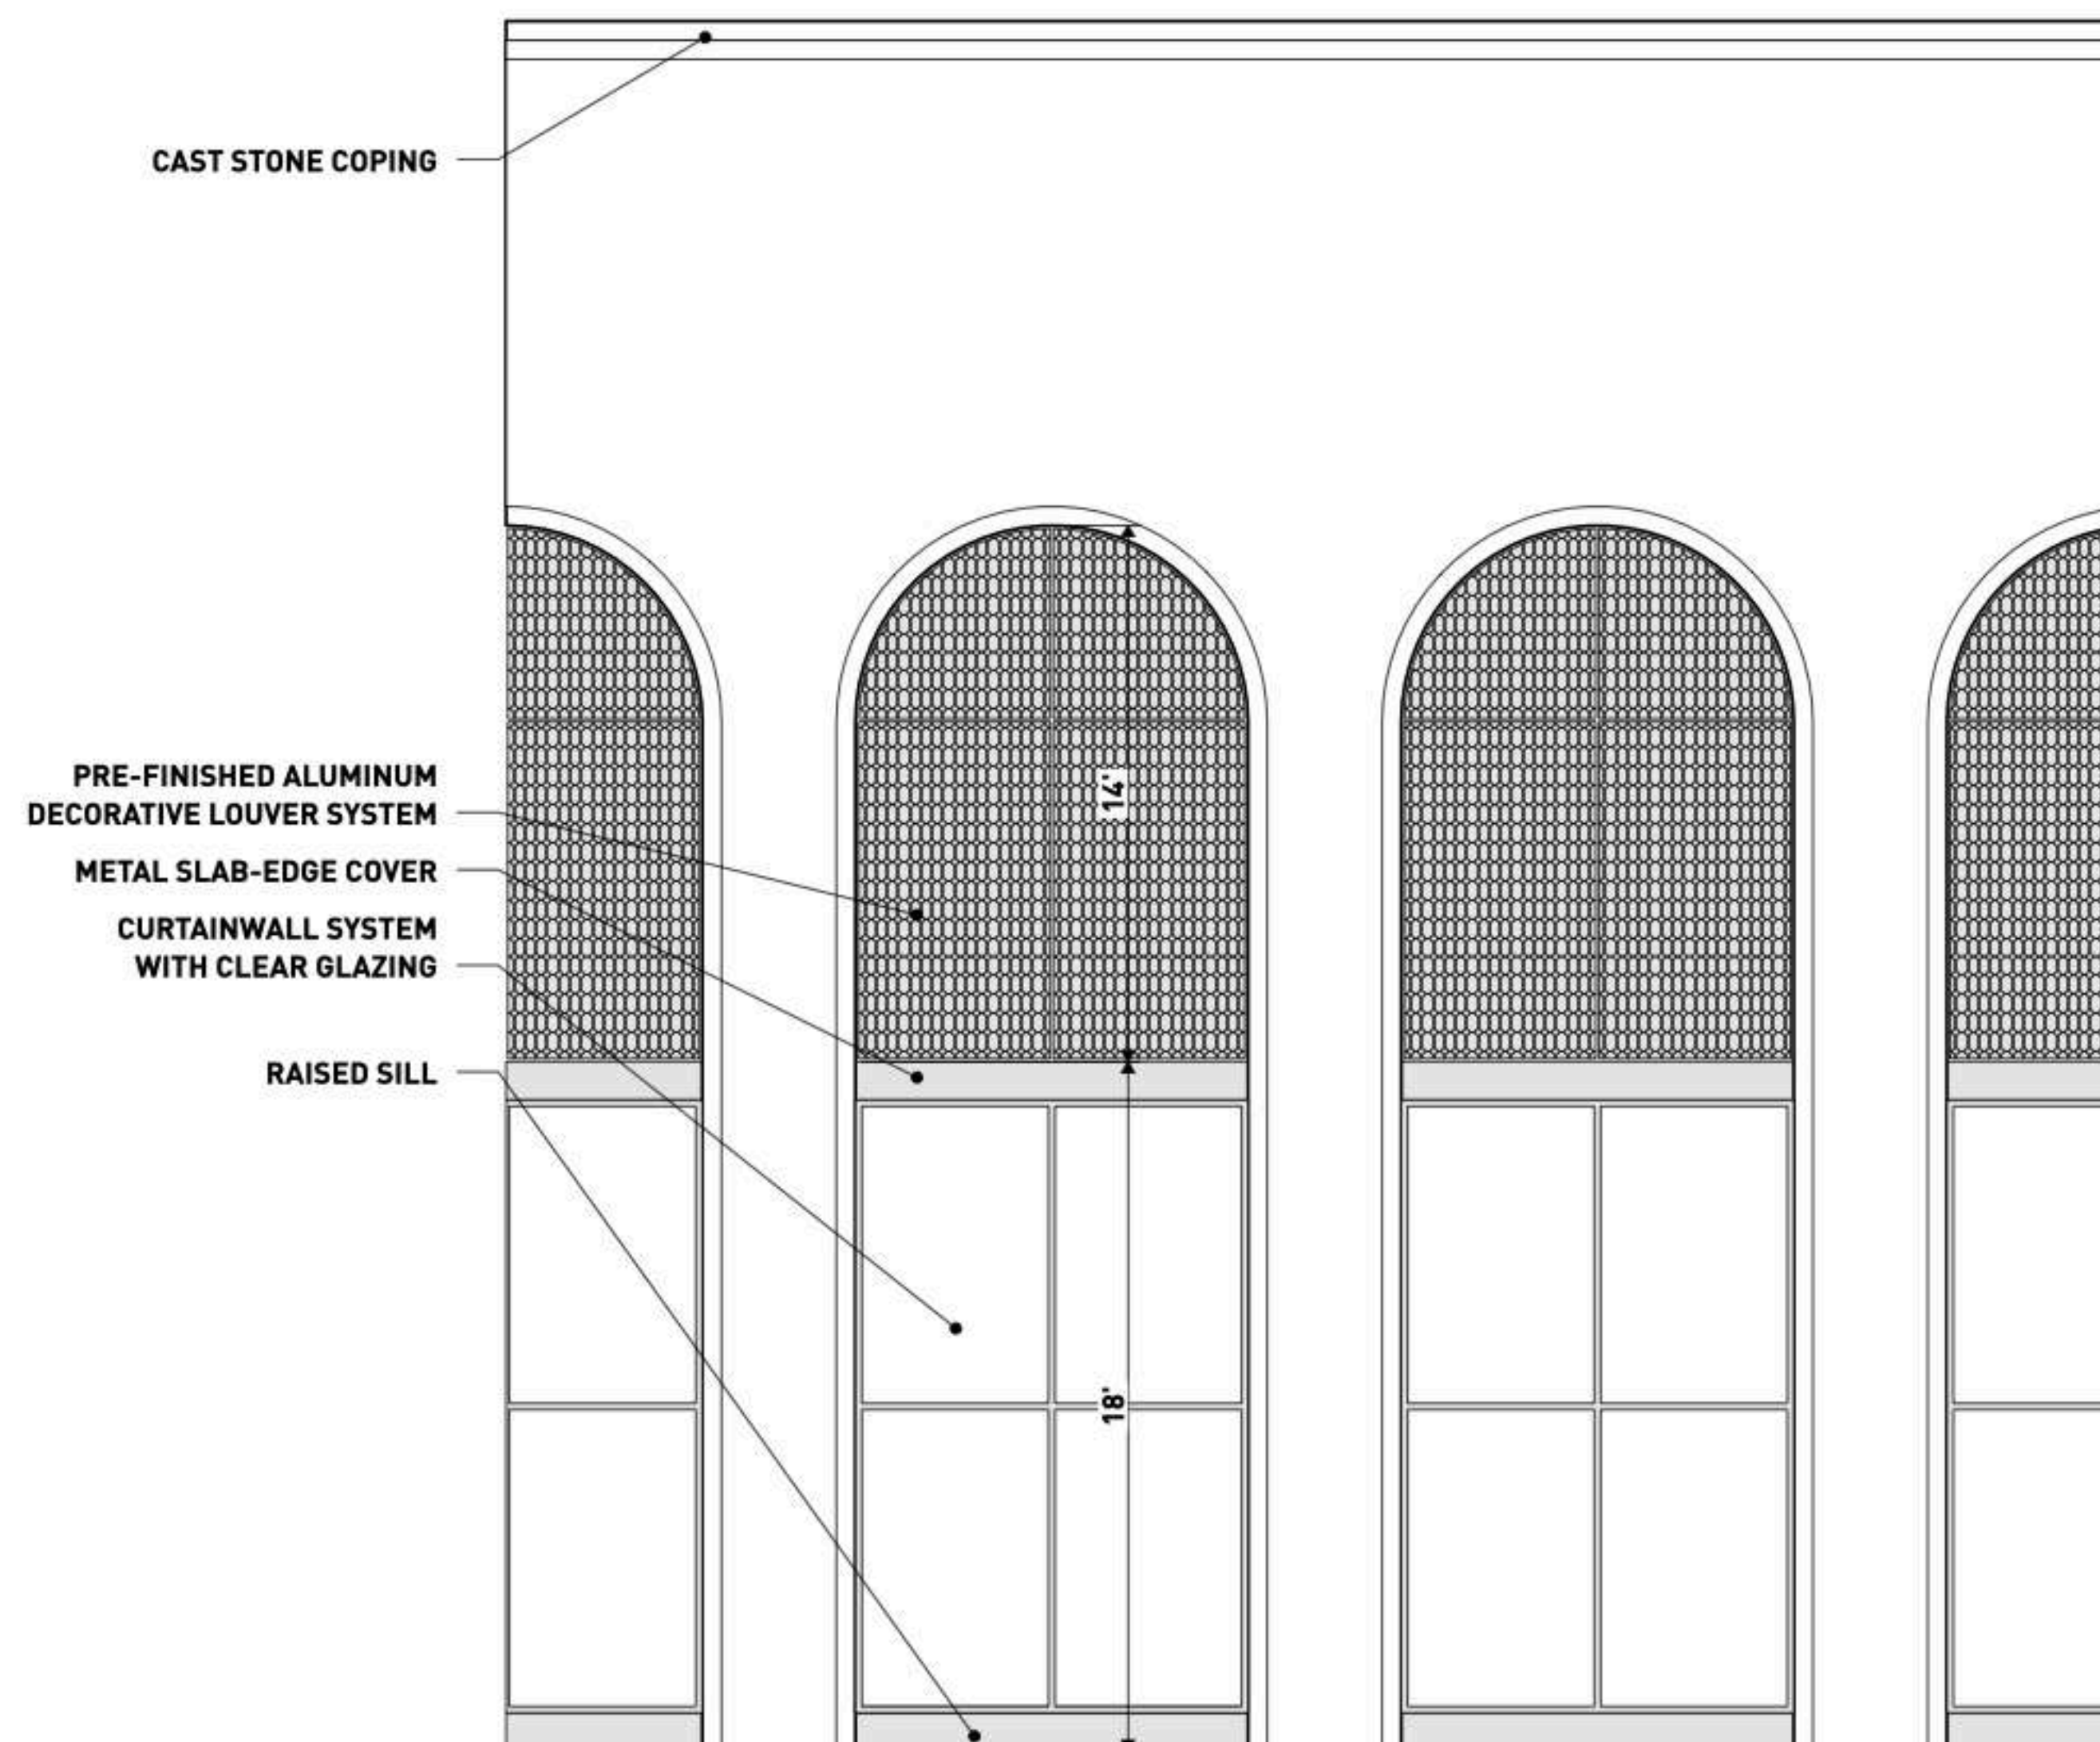 CAST STONE COPING
PRE-FINISHED ALUMINUM
DECORATIVE LOUVER SYSTEM
14'
METAL SLAB-EDGE COVER
CURTAINWALL SYSTEM
WITH CLEAR GLAZING
RAISED SILL
18'